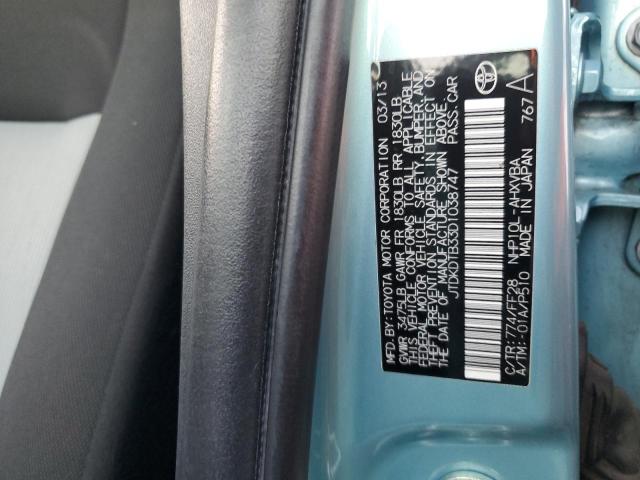 MFD.BY:TOYOTA MOTOR CORPORATION 03/13
GVWR 3475LB GAWR FR 1830LB RR 1830LB
THIS VEHICLE CONFORMS TO ALL APPLICABLE
FEDERAL MOTOR VEHICLE SAFETY, BUMPER, AND
THEFT PREVENTION STANDARDS IN EFFECT ON
THE DATE OF MANUFACTURE SHOWN ABOVE.
JTDKDTB33D1038747 PASS.CAR
C/TR:774/FF28 NHP10L-AHXVBA
A/TM:-01A/P510 MADE IN JAPAN 767A